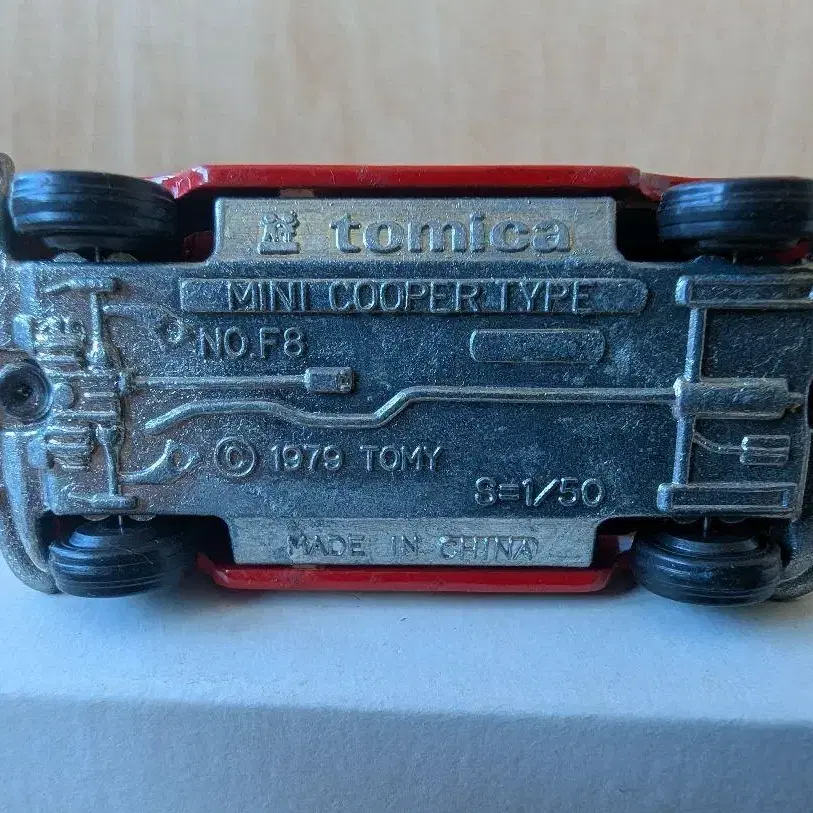 tomica
MINI COOPER TYPE
NO.F8
© 1979 TOMY
S=1/50
MADE IN CHINA